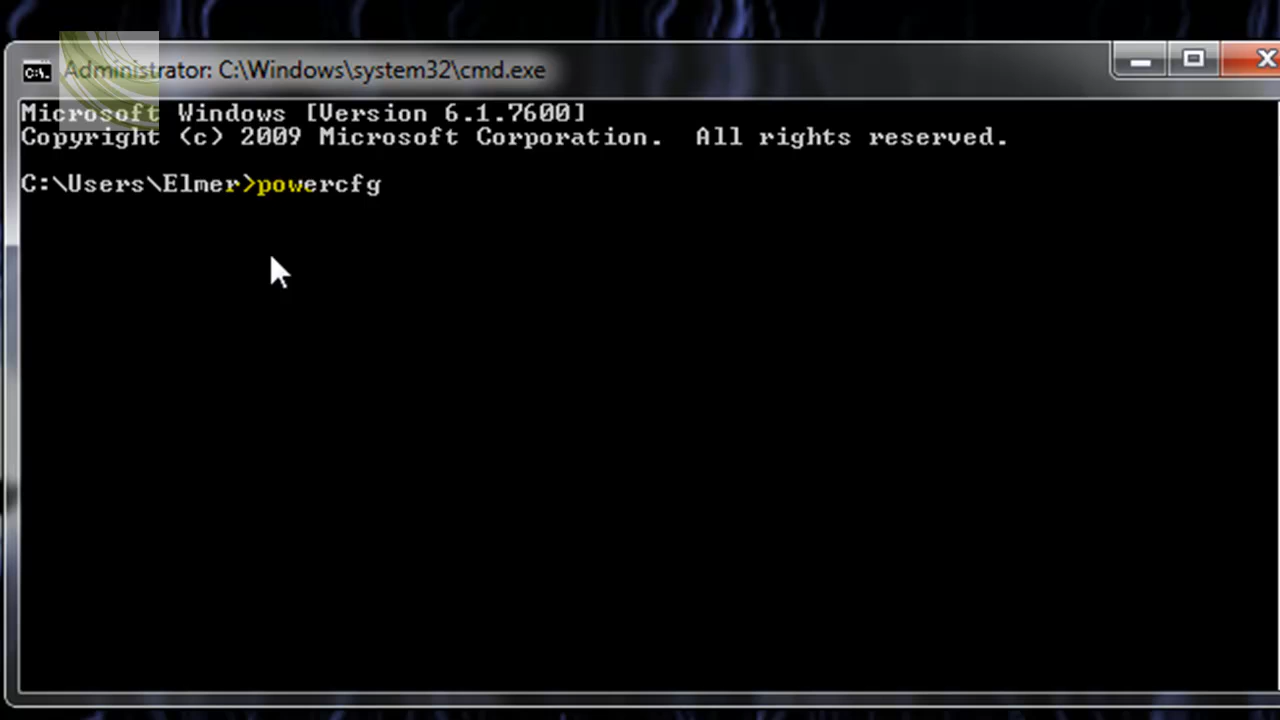 Administrator: C:\Windows\system32\cmd.exe
Microsoft Windows [Version 6.1.7600]
Copyright (c) 2009 Microsoft Corporation.  All rights reserved.
C:\Users\Elmer>powercfg